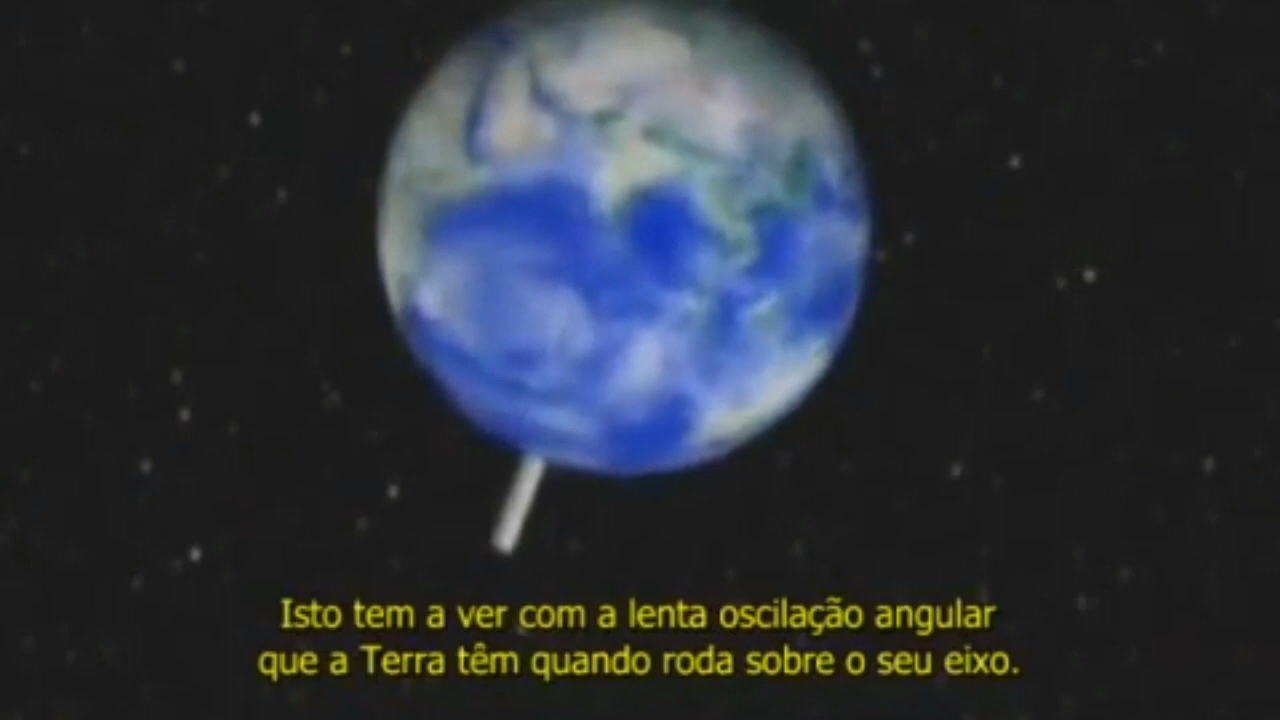 Isto tem a ver com a lenta oscilação angular
que a Terra têm quando roda sobre o seu eixo.